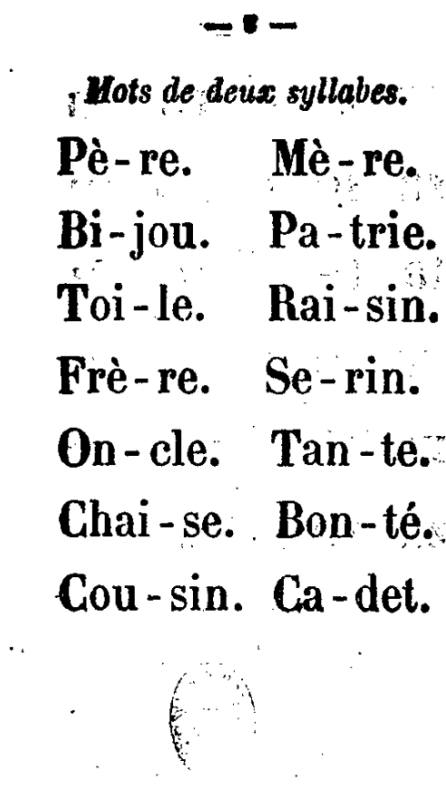 Mots de deux syllabes.
Pè-re. Mè-re.
Bi-jou. Pa-trie.
Toi-le. Rai-sin.
Frè-re. Se-rin.
On-cle. Tan-te.
Chai-se. Bon-té.
Cou-sin. Ca-det.